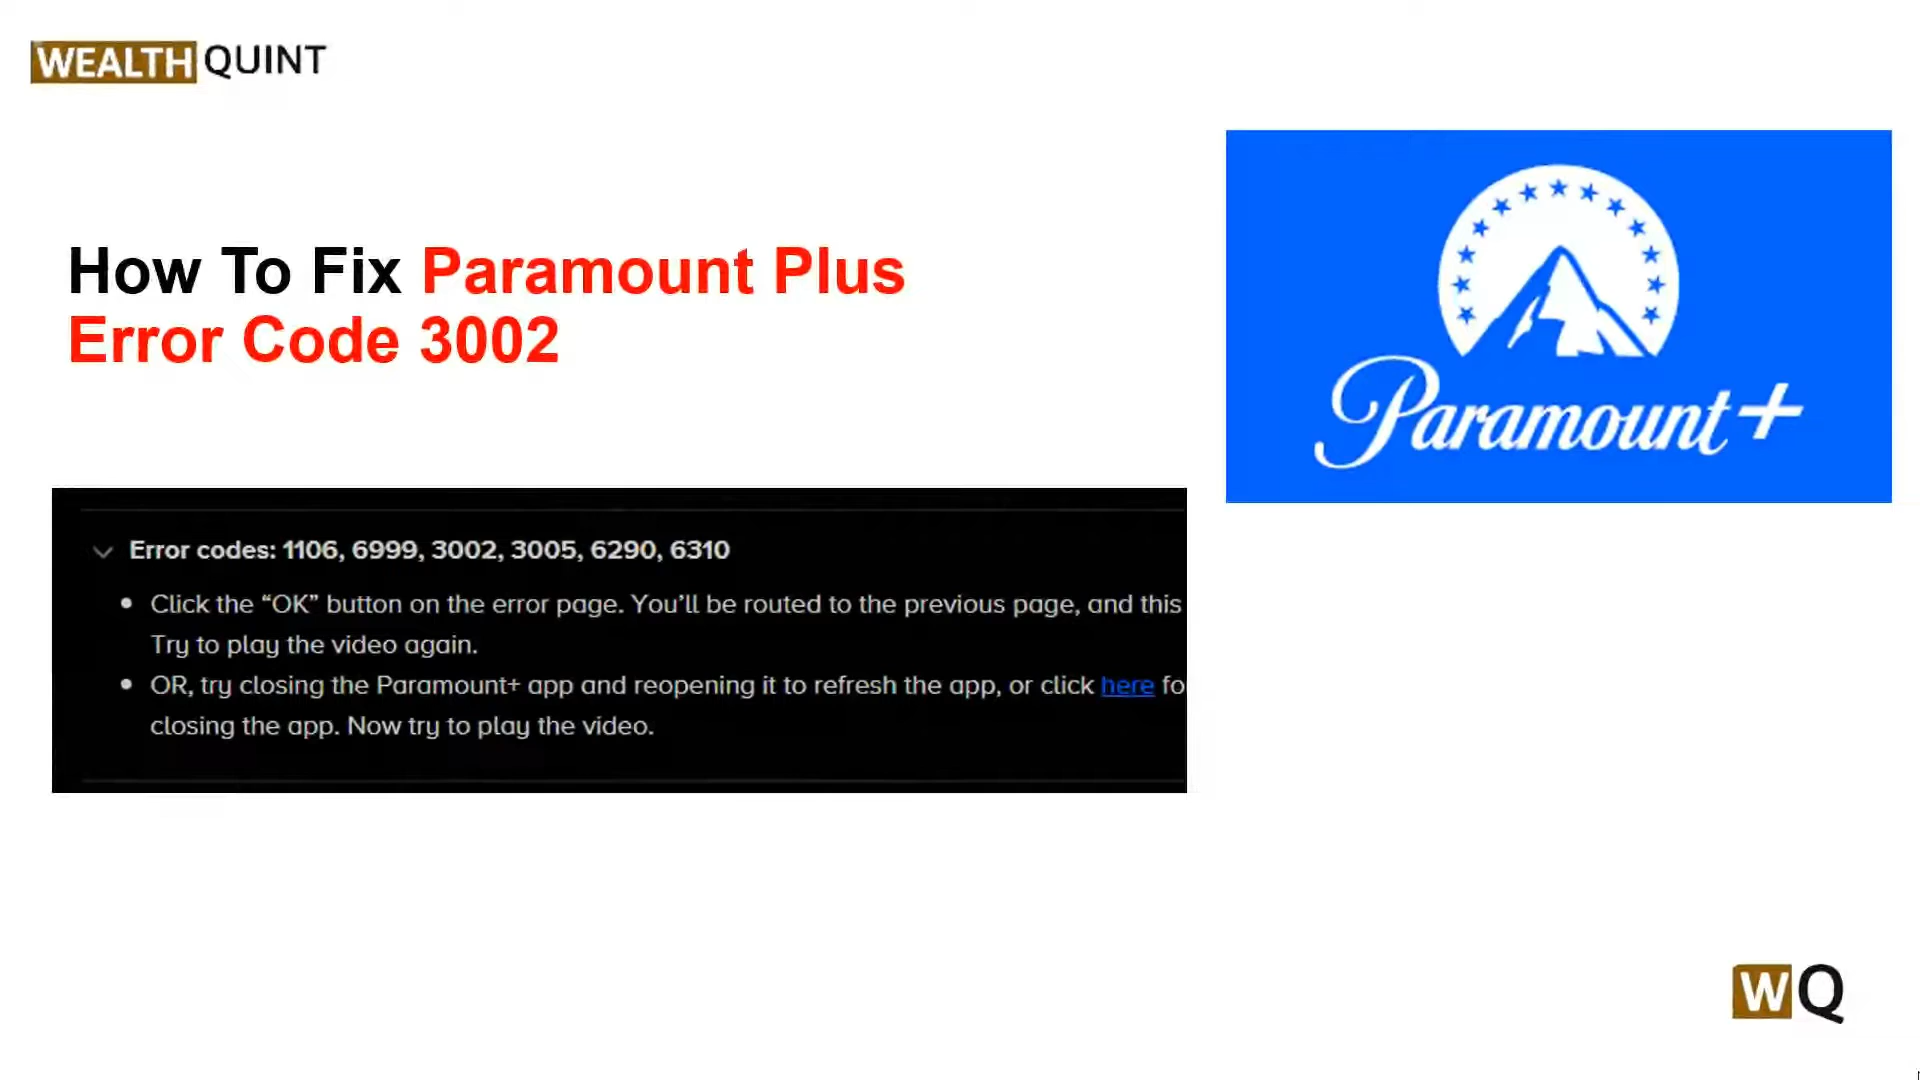 WEALTH QUINT
How To Fix Paramount Plus
Error Code 3002
Paramount+
Error codes: 1106, 6999, 3002, 3005, 6290, 6310
• Click the “OK” button on the error page. You’ll be routed to the previous page, and this
Try to play the video again.
• OR, try closing the Paramount+ app and reopening it to refresh the app, or click here fo
closing the app. Now try to play the video.
WQ